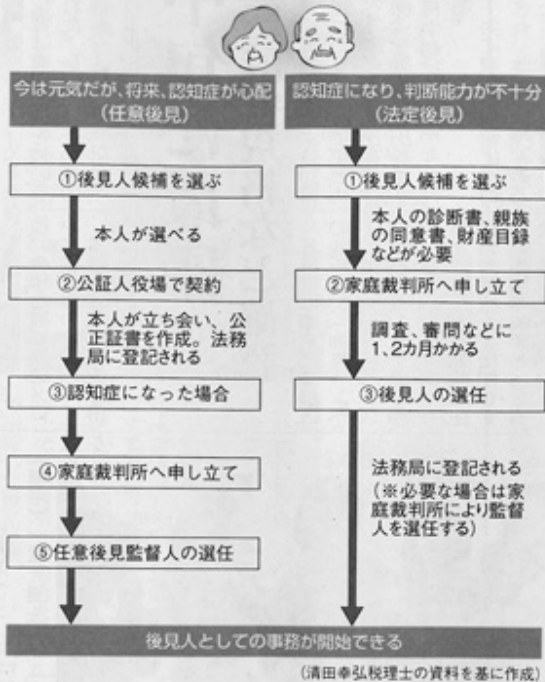 今は元気だが、将来、認知症が心配
(任意後見)
①後見人候補を選ぶ
本人が選べる
②公証人役場で契約
本人が立ち会い、公
正証書を作成。法務
局に登記される
③認知症になった場合
④家庭裁判所へ申し立て
⑤任意後見監督人の選任
認知症になり、判断能力が不十分
(法定後見)
①後見人候補を選ぶ
本人の診断書、親族
の同意書、財産目録
などが必要
②家庭裁判所へ申し立て
調査、審問などに
1、2カ月かかる
③後見人の選任
法務局に登記される
(※必要な場合は家
庭裁判所により監督
人を選任する)
後見人としての事務が開始できる
(清田幸弘税理士の資料を基に作成)